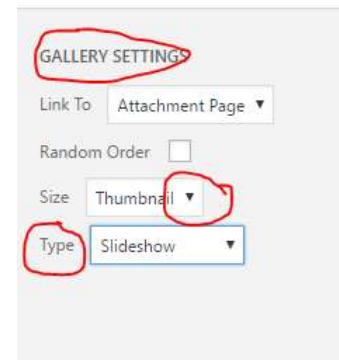 GALLERY SETTINGS
Link To Attachment Page
Random Order
Size Thumbnail
Type Slideshow